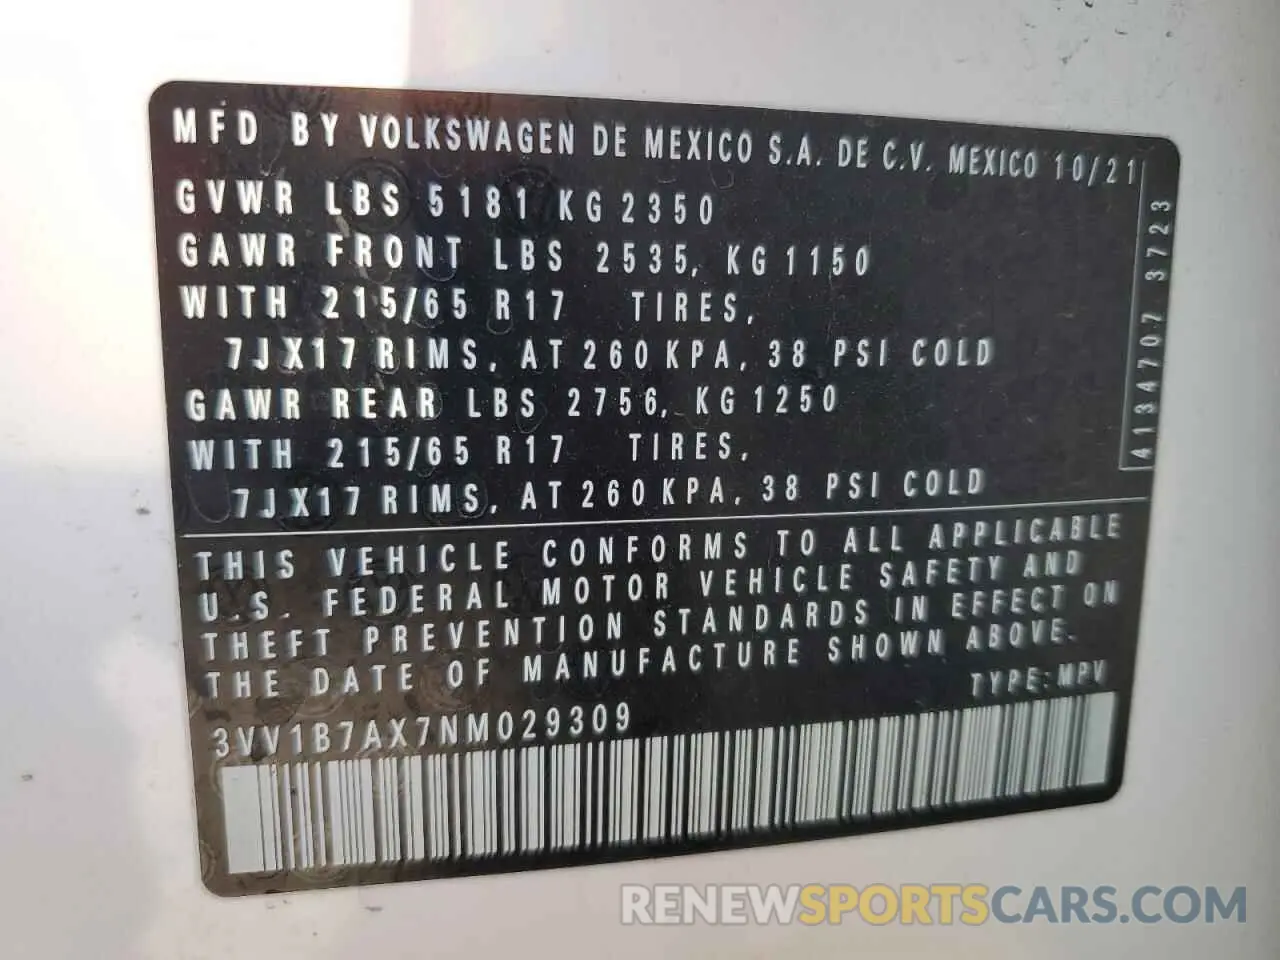 MFD BY VOLKSWAGEN DE MEXICO S.A. DE C.V. MEXICO 10/21
GVWR LBS 5181 KG 2350
GAWR FRONT LBS 2535, KG 1150
WITH 215/65 R17 TIRES,
7JX17 RIMS, AT 260 KPA, 38 PSI COLD
GAWR REAR LBS 2756, KG 1250
WITH 215/65 R17 TIRES,
7JX17 RIMS, AT 260 KPA, 38 PSI COLD
4134707 3723
THIS VEHICLE CONFORMS TO ALL APPLICABLE
U.S. FEDERAL MOTOR VEHICLE SAFETY AND
THEFT PREVENTION STANDARDS IN EFFECT ON
THE DATE OF MANUFACTURE SHOWN ABOVE.
TYPE: MPV
3VV1B7AX7NM029309
RENEWSPORTSCARS.COM